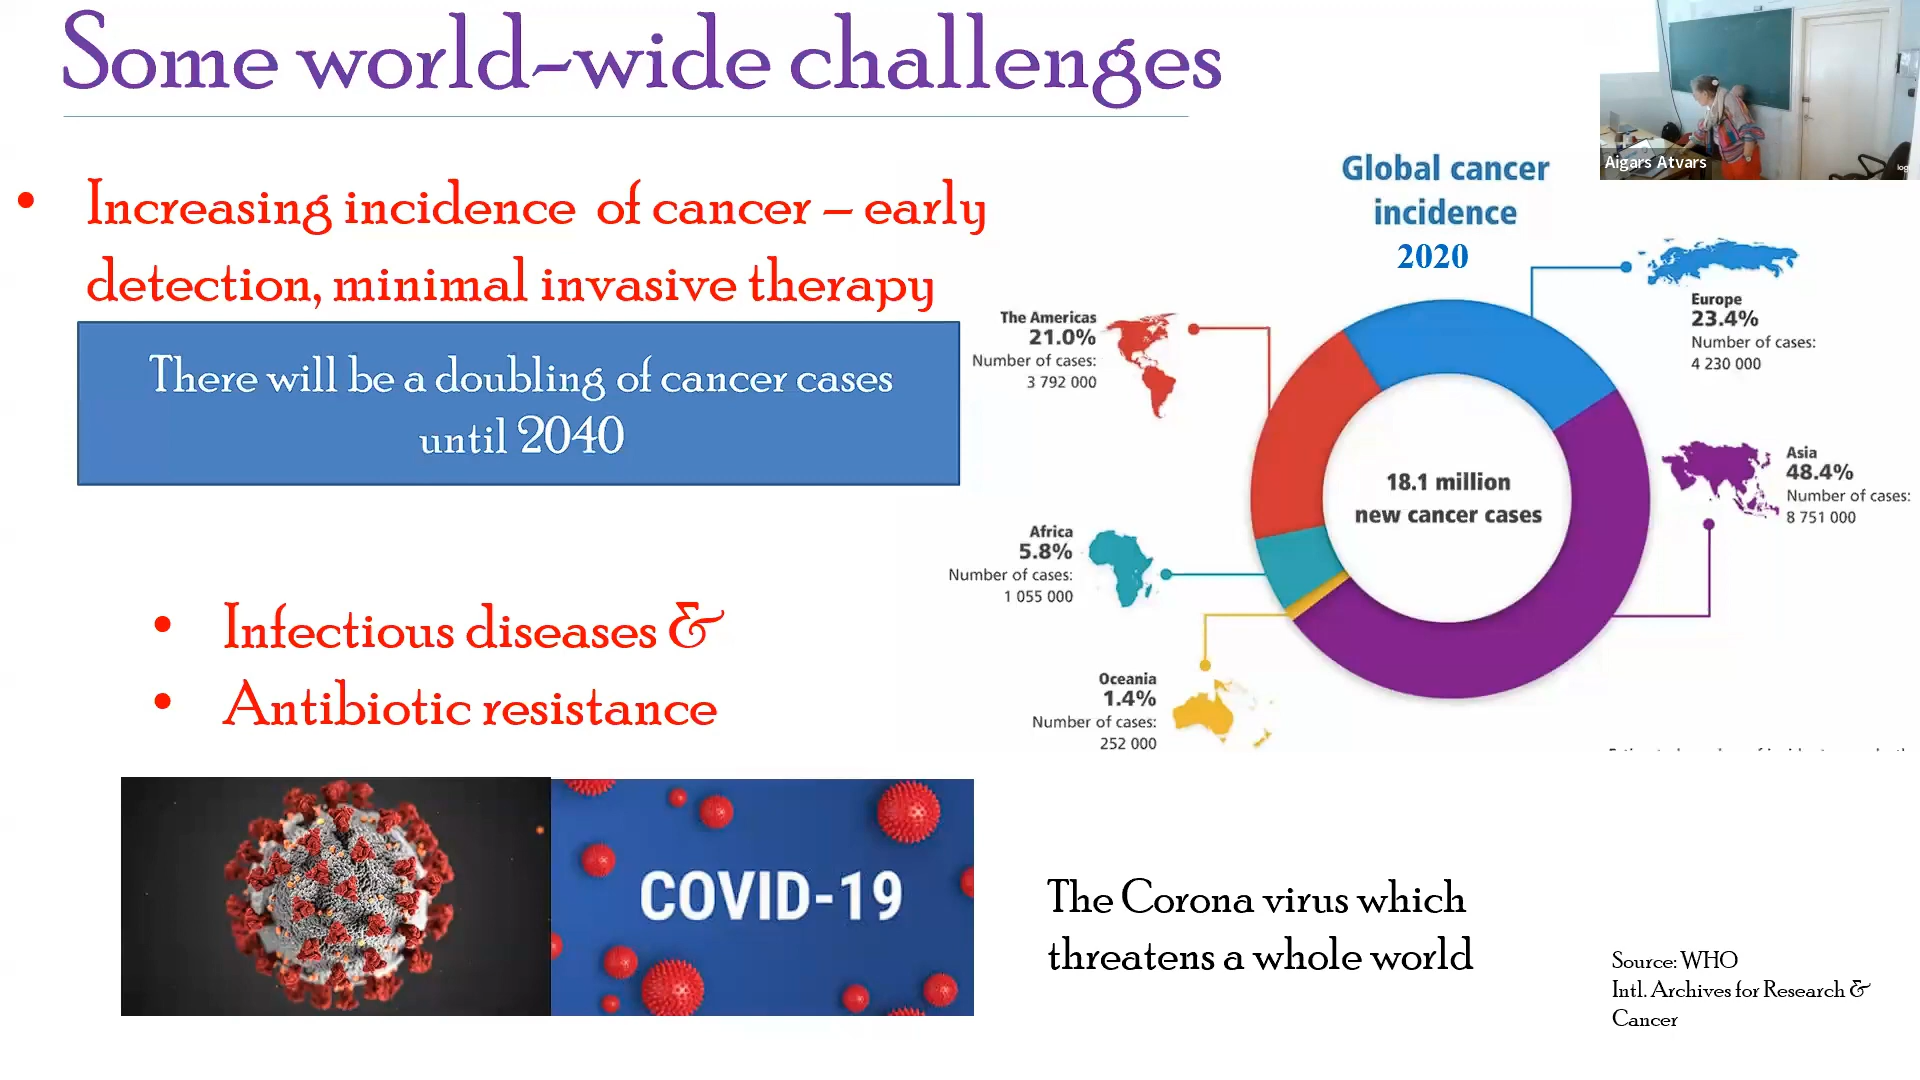 Some world-wide challenges
• Increasing incidence of cancer – early
detection, minimal invasive therapy
There will be a doubling of cancer cases
until 2040
• Infectious diseases &
• Antibiotic resistance
COVID-19
Global cancer
incidence
2020
The Americas
21.0%
Number of cases:
3 792 000
Europe
23.4%
Number of cases:
4 230 000
18.1 million
new cancer cases
Asia
48.4%
Number of cases:
8 751 000
Africa
5.8%
Number of cases:
1 055 000
Oceania
1.4%
Number of cases:
252 000
The Corona virus which
threatens a whole world
Source: WHO
Intl. Archives for Research &
Cancer
Aigars Atvars